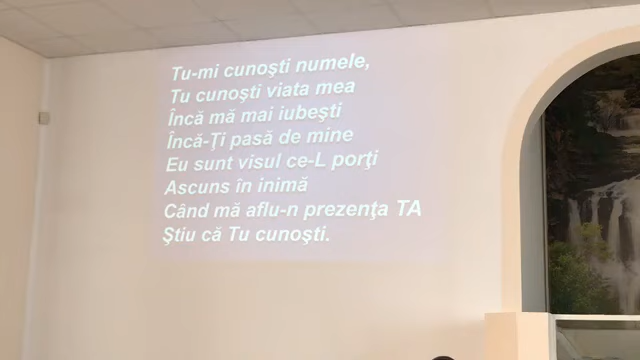 Tu-mi cunoşti numele,
Tu cunoşti viata mea
Încă mă mai iubeşti
Încă-Ţi pasă de mine
Eu sunt visul ce-L porţi
Ascuns în inimă
Când mă aflu-n prezenţa TA
Ştiu că Tu cunoşti.